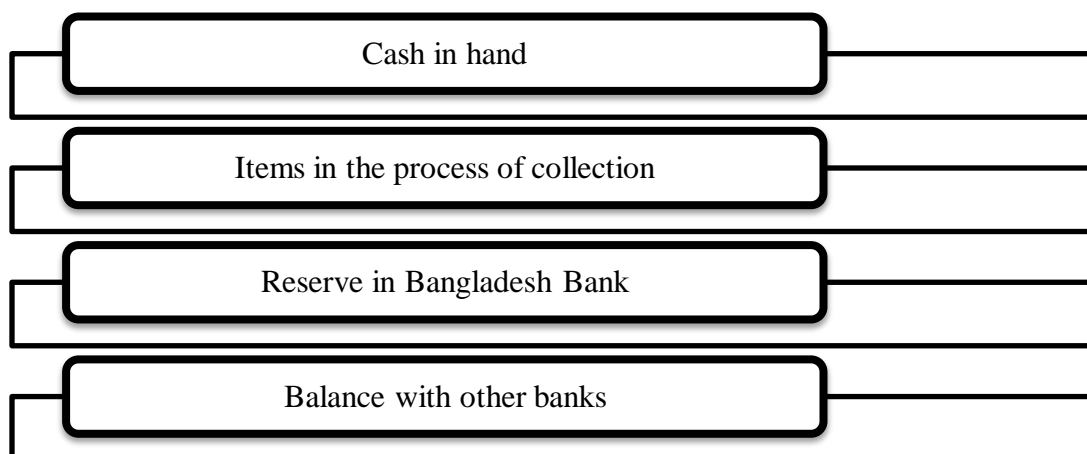 Cash in hand
Items in the process of collection
Reserve in Bangladesh Bank
Balance with other banks